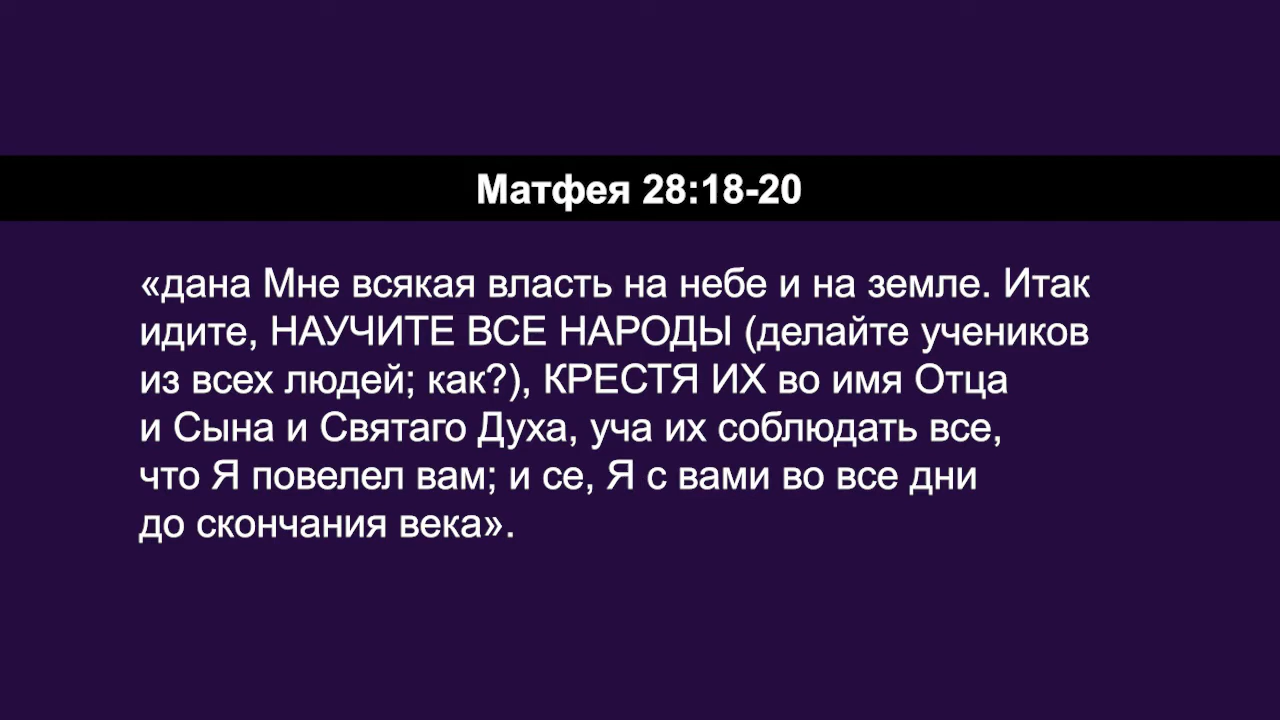 Матфея 28:18-20
«дана Мне всякая власть на небе и на земле. Итак
идите, НАУЧИТЕ ВСЕ НАРОДЫ (делайте учеников
из всех людей; как?), КРЕСТЯ ИХ во имя Отца
и Сына и Святаго Духа, уча их соблюдать все,
что Я повелел вам; и се, Я с вами во все дни
до скончания века».